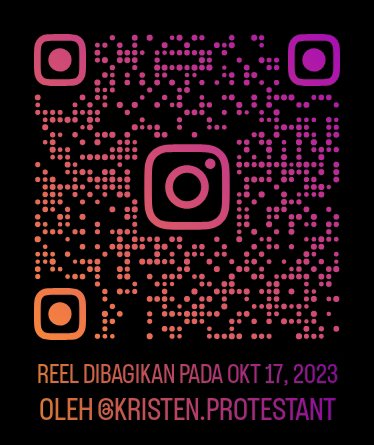 REEL DIBAGIKAN PADA OKT 17, 2023
OLEH @KRISTEN.PROTESTANT